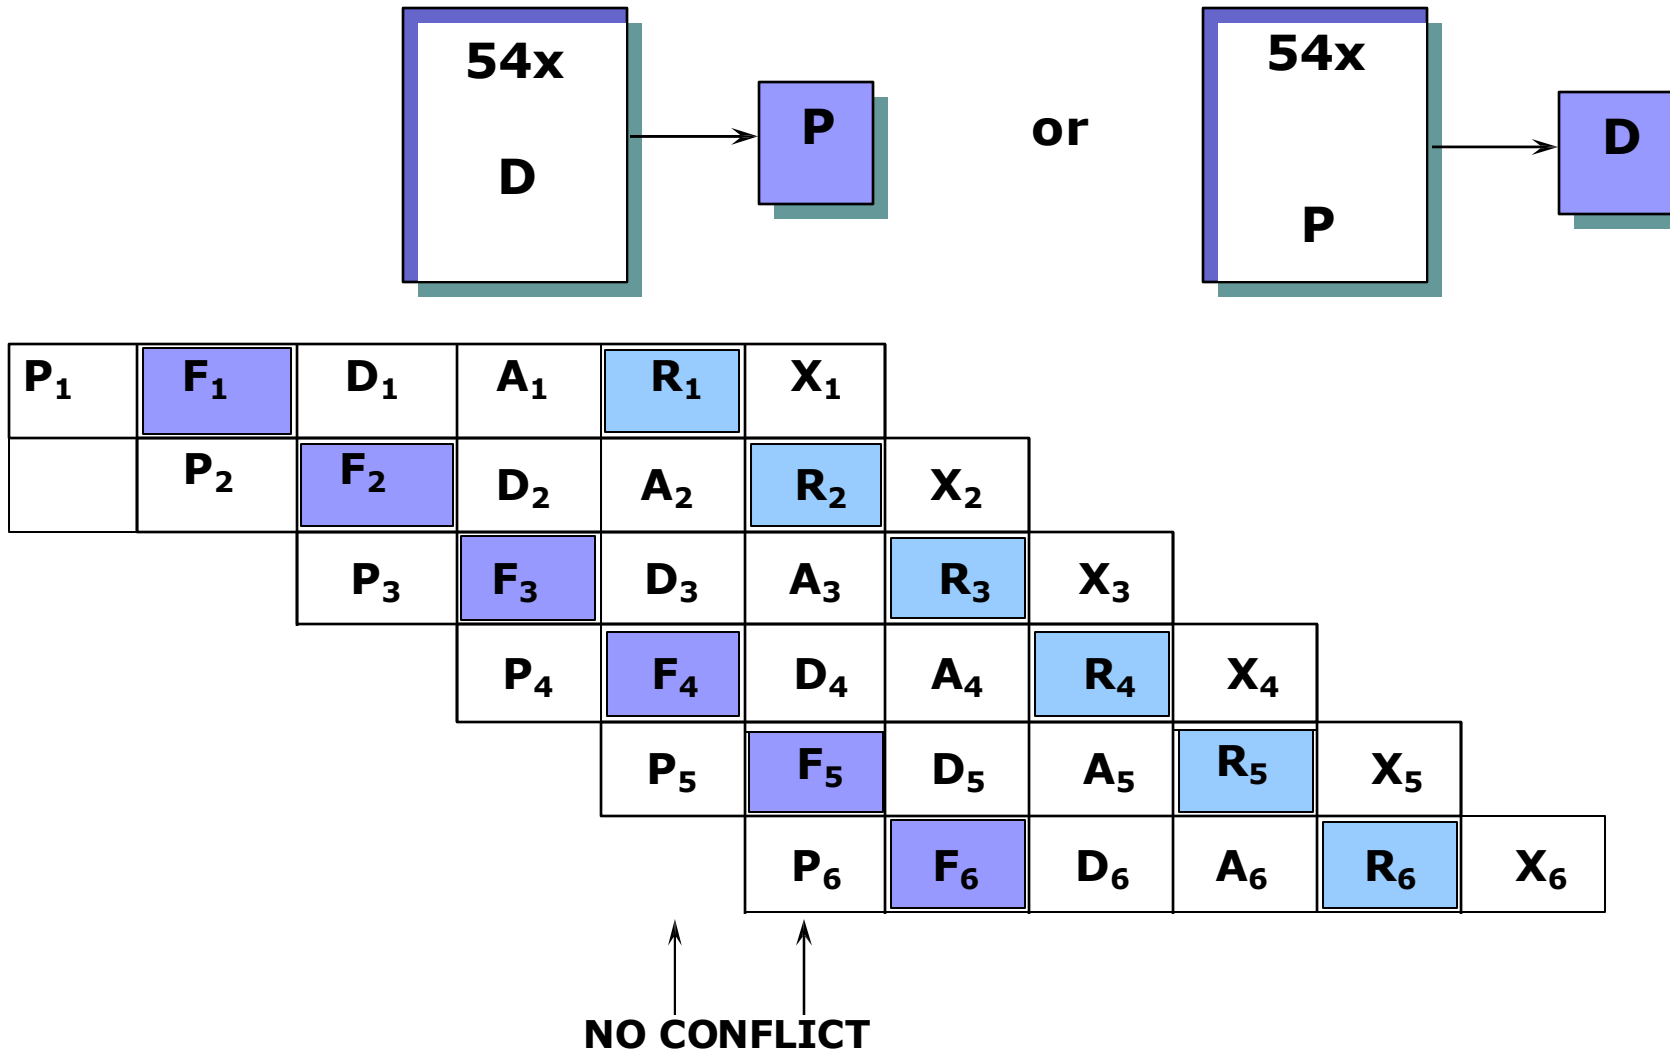 54x
D
P
or
54x
P
D
P1 F1 D1 A1 R1 X1
P2 F2 D2 A2 R2 X2
P3 F3 D3 A3 R3 X3
P4 F4 D4 A4 R4 X4
P5 F5 D5 A5 R5 X5
P6 F6 D6 A6 R6 X6
NO CONFLICT